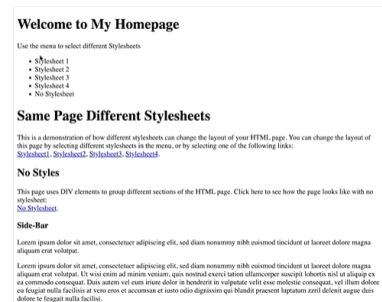 Welcome to My Homepage
Use the menu to select different Stylesheets
Stylesheet 1
Stylesheet 2
Stylesheet 3
Stylesheet 4
No Stylesheet
Same Page Different Stylesheets
This is a demonstration of how different stylesheets can change the layout of your HTML page. You can change the layout of
this page by selecting different stylesheets in the menu, or by selecting one of the following links:
Stylesheet1, Stylesheet2, Stylesheet3, Stylesheet4.
No Styles
This page uses DIV elements to group different sections of the HTML page. Click here to see how the page looks like with no
stylesheet:
No Stylesheet.
Side-Bar
Lorem ipsum dolor sit amet, consectetuer adipiscing elit, sed diam nonummy nibh euismod tincidunt ut laoreet dolore magna
aliquam erat volutpat.
Lorem ipsum dolor sit amet, consectetuer adipiscing elit, sed diam nonummy nibh euismod tincidunt ut laoreet dolore magna
aliquam erat volutpat. Ut wisi enim ad minim veniam, quis nostrud exerci tation ullamcorper suscipit lobortis nisl ut aliquip ex
ea commodo consequat. Duis autem vel eum iriure dolor in hendrerit in vulputate velit esse molestie consequat, vel illum dolore
eu feugiat nulla facilisis at vero eros et accumsan et iusto odio dignissim qui blandit praesent luptatum zzril delenit augue duis
dolore te feugait nulla facilisi.